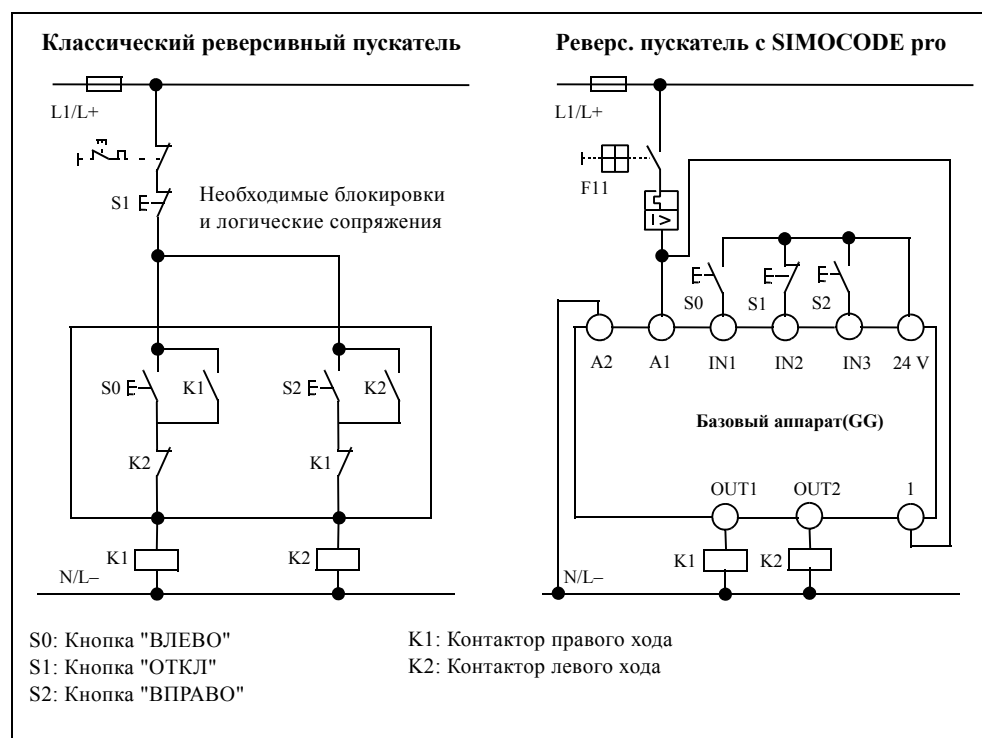 Классический реверсивный пускатель
L1/L+
S1
Необходимые блокировки
и логические сопряжения
S0
K1
S2
K2
K2
K1
K1
K2
N/L–
Реверс. пускатель с SIMOCODE pro
L1/L+
F11
I >
S0
S1
S2
A2
A1
IN1
IN2
IN3
24 V
Базовый аппарат(GG)
OUT1
OUT2
1
K1
K2
N/L–
S0: Кнопка "ВЛЕВО"
S1: Кнопка "ОТКЛ"
S2: Кнопка "ВПРАВО"
K1: Контактор правого хода
K2: Контактор левого хода